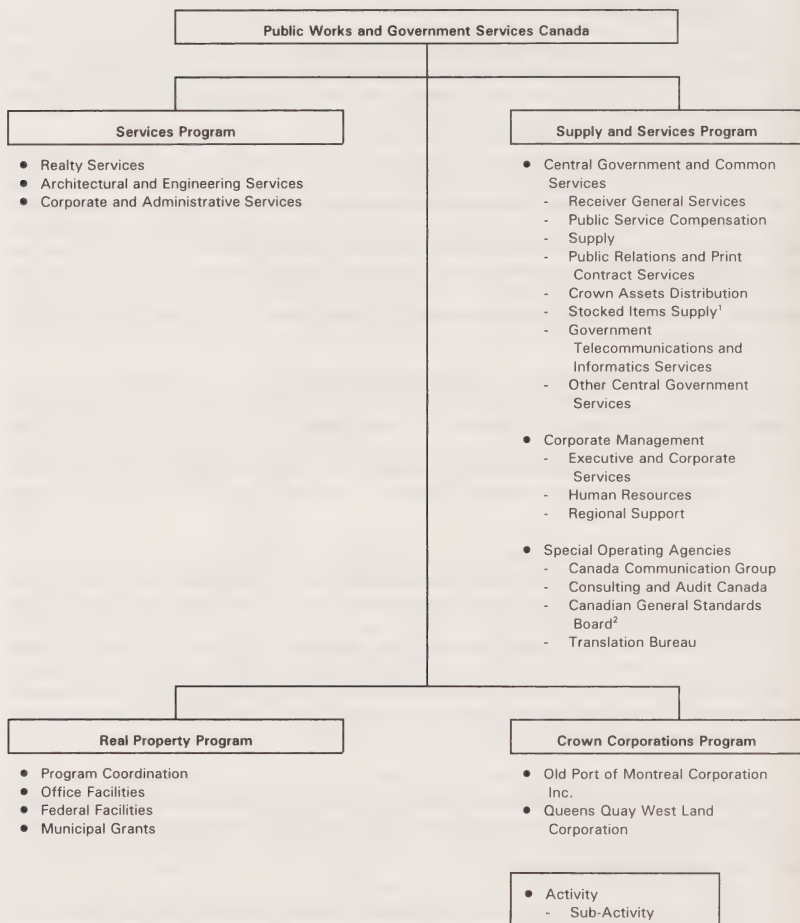 Public Works and Government Services Canada
Services Program
● Realty Services
● Architectural and Engineering Services
● Corporate and Administrative Services
Supply and Services Program
● Central Government and Common
Services
- Receiver General Services
- Public Service Compensation
- Supply
- Public Relations and Print
Contract Services
- Crown Assets Distribution
- Stocked Items Supply¹
- Government
Telecommunications and
Informatics Services
- Other Central Government
Services
● Corporate Management
- Executive and Corporate
Services
- Human Resources
- Regional Support
● Special Operating Agencies
- Canada Communication Group
- Consulting and Audit Canada
- Canadian General Standards
Board²
- Translation Bureau
Real Property Program
● Program Coordination
● Office Facilities
● Federal Facilities
● Municipal Grants
Crown Corporations Program
● Old Port of Montreal Corporation
Inc.
● Queens Quay West Land
Corporation
● Activity
- Sub-Activity